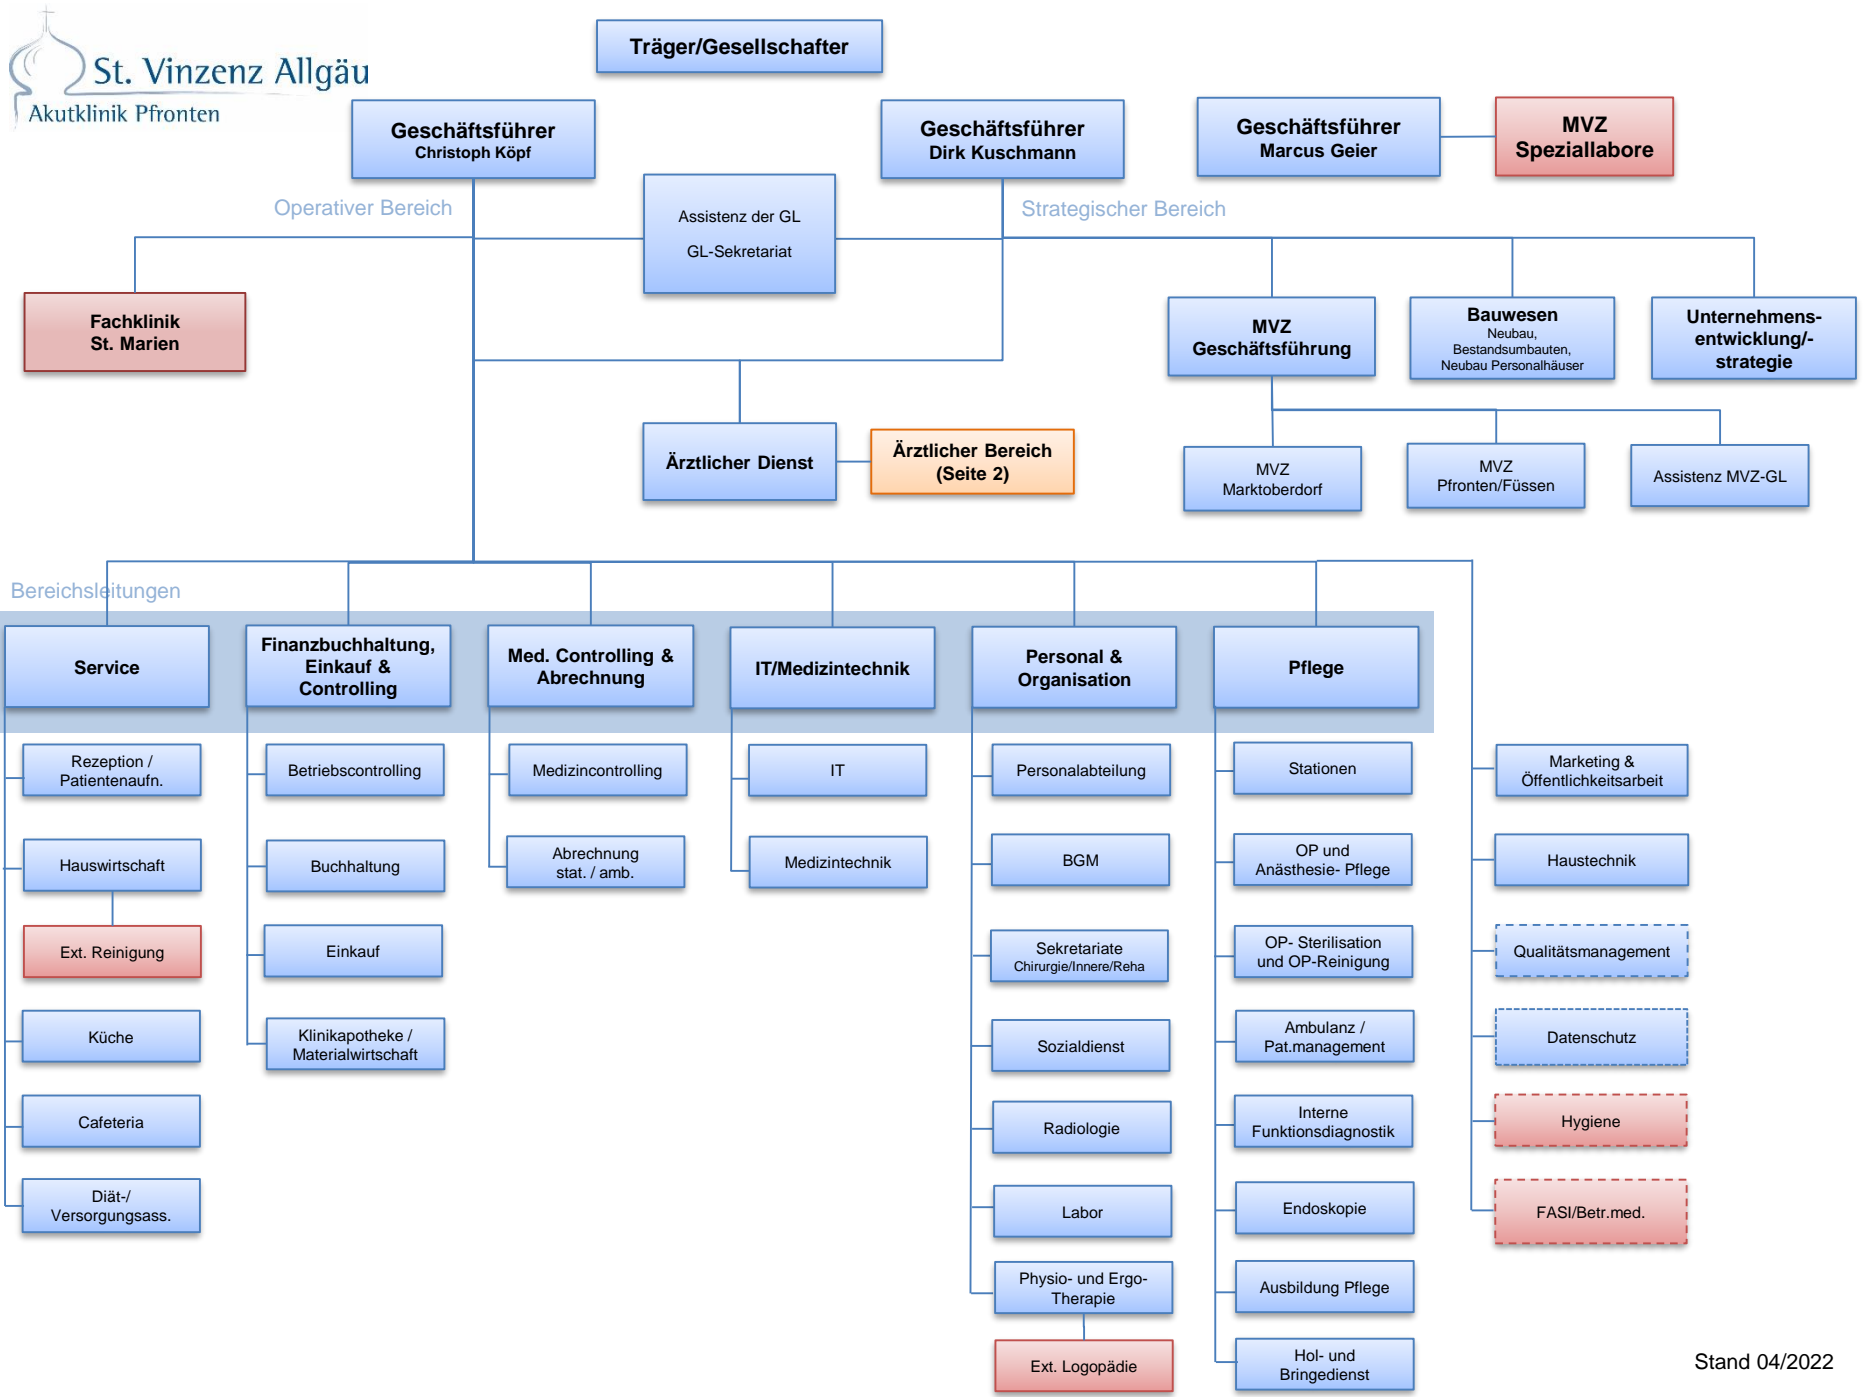 St. Vinzenz Allgäu
Akutklinik Pfronten
Träger/Gesellschafter
Geschäftsführer
Christoph Köpf
Geschäftsführer
Dirk Kuschmann
Geschäftsführer
Marcus Geier
MVZ
Speziallabore
Operativer Bereich
Assistenz der GL
GL-Sekretariat
Strategischer Bereich
Fachklinik
St. Marien
MVZ
Geschäftsführung
Bauwesen
Neubau,
Bestandsumbauten,
Neubau Personalhäuser
Unternehmens-
entwicklung/-
strategie
Ärztlicher Dienst
Ärztlicher Bereich
(Seite 2)
MVZ
Marktoberdorf
MVZ
Pfronten/Füssen
Assistenz MVZ-GL
Bereichsleitungen
Service
Finanzbuchhaltung,
Einkauf &
Controlling
Med. Controlling &
Abrechnung
IT/Medizintechnik
Personal &
Organisation
Pflege
Rezeption /
Patientenaufn.
Hauswirtschaft
Ext. Reinigung
Küche
Cafeteria
Diät-/
Versorgungsass.
Betriebscontrolling
Buchhaltung
Einkauf
Klinikapotheke /
Materialwirtschaft
Medizincontrolling
Abrechnung
stat. / amb.
IT
Medizintechnik
Personalabteilung
BGM
Sekretariate
Chirurgie/Innere/Reha
Sozialdienst
Radiologie
Labor
Physio- und Ergo-
Therapie
Ext. Logopädie
Stationen
OP und
Anästhesie- Pflege
OP- Sterilisation
und OP-Reinigung
Ambulanz /
Pat.management
Interne
Funktionsdiagnostik
Endoskopie
Ausbildung Pflege
Hol- und
Bringedienst
Marketing &
Öffentlichkeitsarbeit
Haustechnik
Qualitätsmanagement
Datenschutz
Hygiene
FASI/Betr.med.
Stand 04/2022